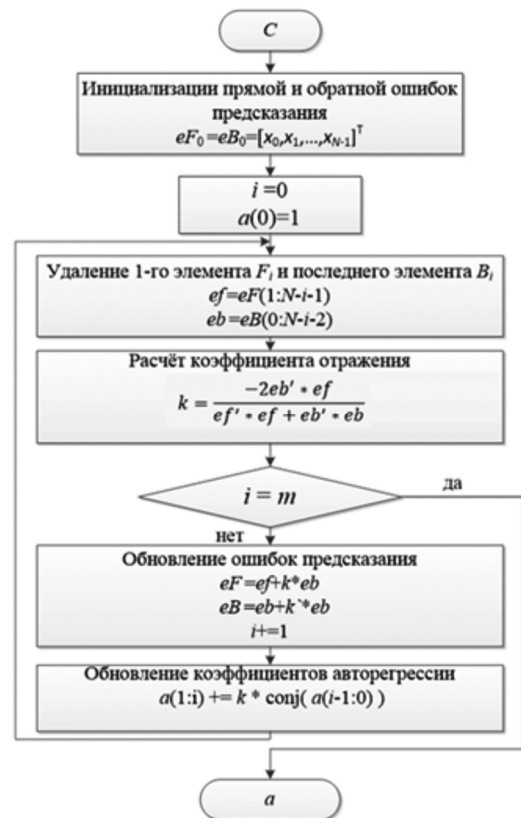 C
Инициализации прямой и обратной ошибок
предсказания
eF₀=eB₀=[x₀,x₁,...,x_{N-1}]ᵀ
i=0
a(0)=1
Удаление 1-го элемента Fᵢ и последнего элемента Bᵢ
ef=eF(1:N-i-1)
eb=eB(0:N-i-2)
Расчёт коэффициента отражения
k = \frac{-2eb' * ef}{ef' * ef + eb' * eb}
i = m
да
нет
Обновление ошибок предсказания
eF=ef+k*eb
eB=eb+k`*eb
i+=1
Обновление коэффициентов авторегрессии
a(1:i) += k * conj( a(i-1:0) )
a